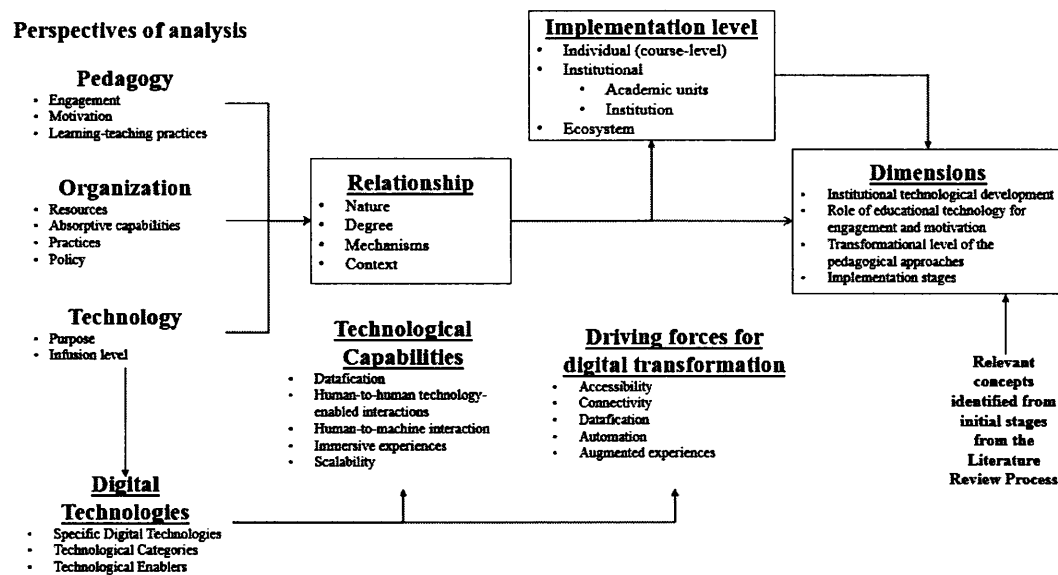 Perspectives of analysis
Pedagogy
• Engagement
• Motivation
• Learning-teaching practices
Organization
• Resources
• Absorptive capabilities
• Practices
• Policy
Technology
• Purpose
• Infusion level
Digital
Technologies
• Specific Digital Technologies
• Technological Categories
• Technological Enablers
Relationship
• Nature
• Degree
• Mechanisms
• Context
Technological
Capabilities
• Datafication
• Human-to-human technology-
enabled interactions
• Human-to-machine interaction
• Immersive experiences
• Scalability
Implementation level
• Individual (course-level)
• Institutional
• Academic units
• Institution
• Ecosystem
Driving forces for
digital transformation
• Accessibility
• Connectivity
• Datafication
• Automation
• Augmented experiences
Dimensions
• Institutional technological development
• Role of educational technology for
engagement and motivation
• Transformational level of the
pedagogical approaches
• Implementation stages
Relevant
concepts
identified from
initial stages
from the
Literature
Review Process